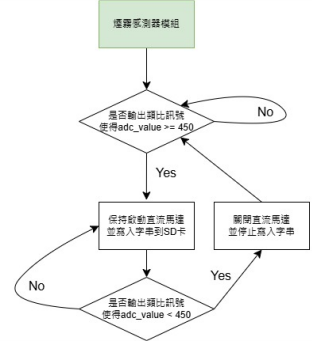 煙霧感測器模組
是否輸出類比訊號
使得adc_value >= 450
No
Yes
保持啟動直流馬達
並寫入字串到SD卡
關閉直流馬達
並停止寫入字串
No
Yes
是否輸出類比訊號
使得adc_value < 450